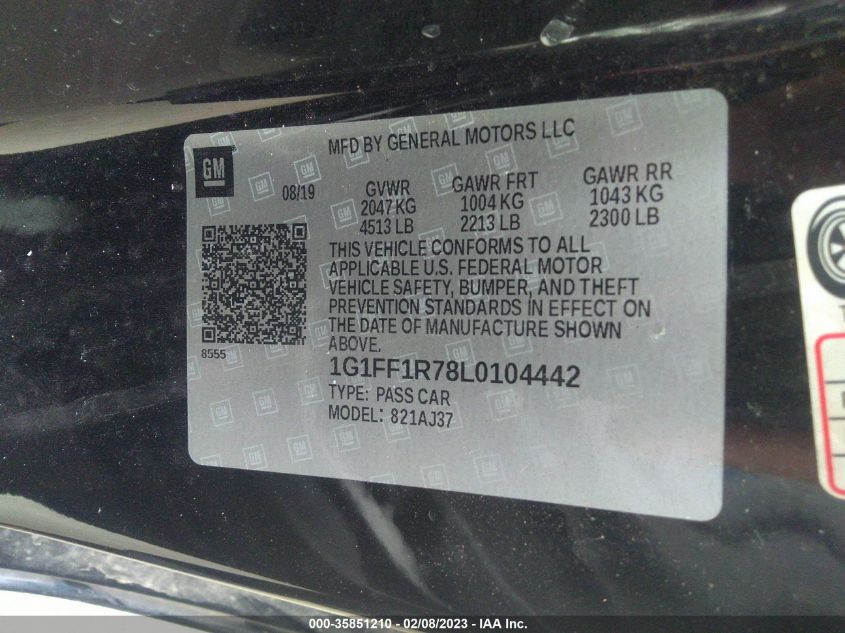 MFD BY GENERAL MOTORS LLC
GM
08/19
GVWR GAWR FRT GAWR RR
2047 KG 1004 KG 1043 KG
4513 LB 2213 LB 2300 LB
THIS VEHICLE CONFORMS TO ALL
APPLICABLE U.S. FEDERAL MOTOR
VEHICLE SAFETY, BUMPER, AND THEFT
PREVENTION STANDARDS IN EFFECT ON
THE DATE OF MANUFACTURE SHOWN
ABOVE.
8555
1G1FF1R78L0104442
TYPE: PASS CAR
MODEL: 821AJ37
000-35851210 - 02/08/2023 - IAA Inc.